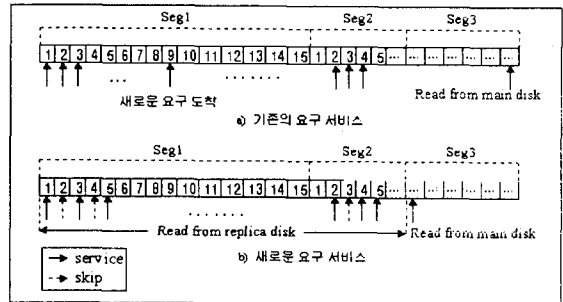 Seg1 Seg2 Seg3
1 2 3 4 5 6 7 8 9 10 11 12 13 14 15 1 2 3 4 5 ... ... ... ... ... ...
... .......
새로운 요구 도착 Read from main disk
a) 기존의 요구 서비스
Seg1 Seg2 Seg3
1 2 3 4 5 6 7 8 9 10 11 12 13 14 15 1 2 3 4 5 ... ... ... ... ... ...
.......
Read from replica disk Read from main disk
b) 새로운 요구 서비스
service
skip